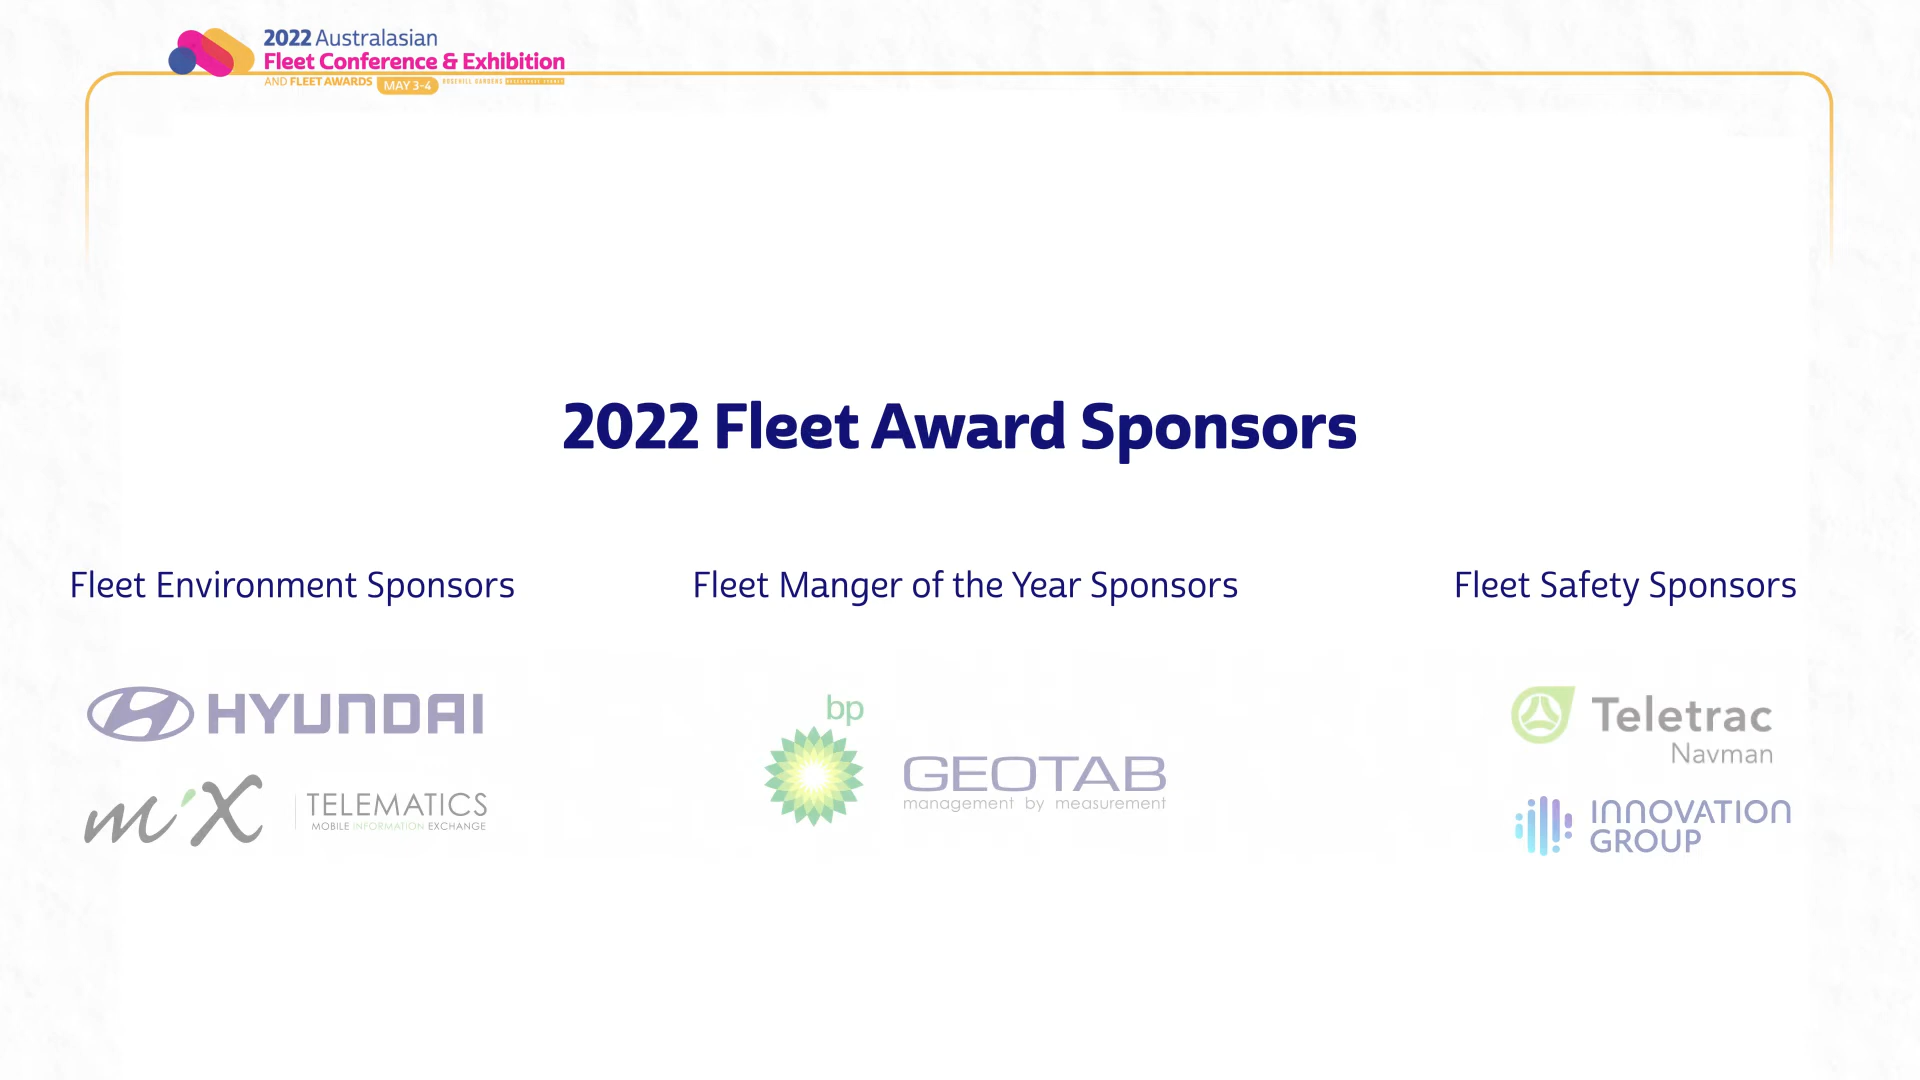 2022 Australasian
Fleet Conference & Exhibition
AND FLEET AWARDS MAY 3-4 ROSEHILL GARDENS
2022 Fleet Award Sponsors
Fleet Environment Sponsors
HYUNDAI
miX TELEMATICS
MOBILE INFORMATION EXCHANGE
Fleet Manger of the Year Sponsors
bp
GEOTAB
management by measurement
Fleet Safety Sponsors
Teletrac
Navman
INNOVATION
GROUP